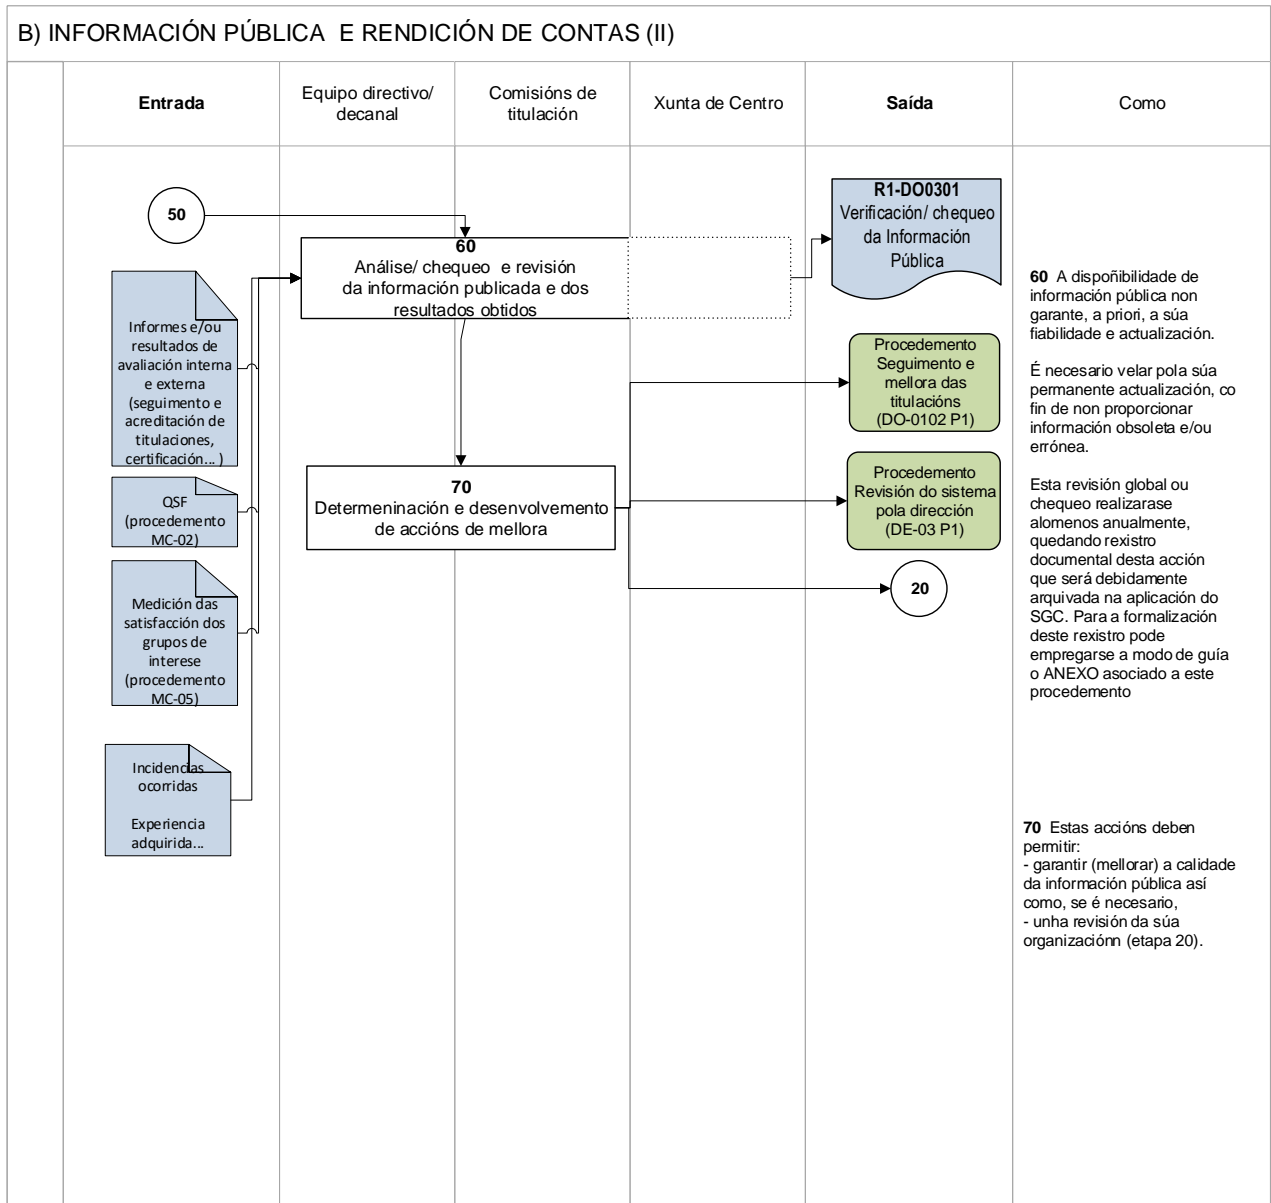 B) INFORMACIÓN PÚBLICA E RENDICIÓN DE CONTAS (II)
Entrada
Equipo directivo/
decanal
Comisións de
titulación
Xunta de Centro
Saída
Como
50
60
Análise/ chequeo e revisión
da información publicada e dos
resultados obtidos
R1-DO0301
Verificación/ chequeo
da Información
Pública
Informes e/ou
resultados de
avaliación interna
e externa
(seguimento e
acreditación de
titulaciones,
certificación... )
QSF
(procedemento
MC-02)
Medición das
satisfacción dos
grupos de
interese
(procedemento
MC-05)
Incidencias
ocorridas
Experiencia
adquirida...
70
Determeninación e desenvolvemento
de accións de mellora
Procedemento
Seguimento e
mellora das
titulacións
(DO-0102 P1)
Procedemento
Revisión do sistema
pola dirección
(DE-03 P1)
20
60 A dispoñibilidade de
información pública non
garante, a priori, a súa
fiabilidade e actualización.
É necesario velar pola súa
permanente actualización, co
fin de non proporcionar
información obsoleta e/ou
errónea.
Esta revisión global ou
chequeo realizarase
alomenos anualmente,
quedando rexistro
documental desta acción
que será debidamente
arquivada na aplicación do
SGC. Para a formalización
deste rexistro pode
empregarse a modo de guía
o ANEXO asociado a este
procedemento
70 Estas accións deben
permitir:
- garantir (mellorar) a calidade
da información pública así
como, se é necesario,
- unha revisión da súa
organizaciónn (etapa 20).